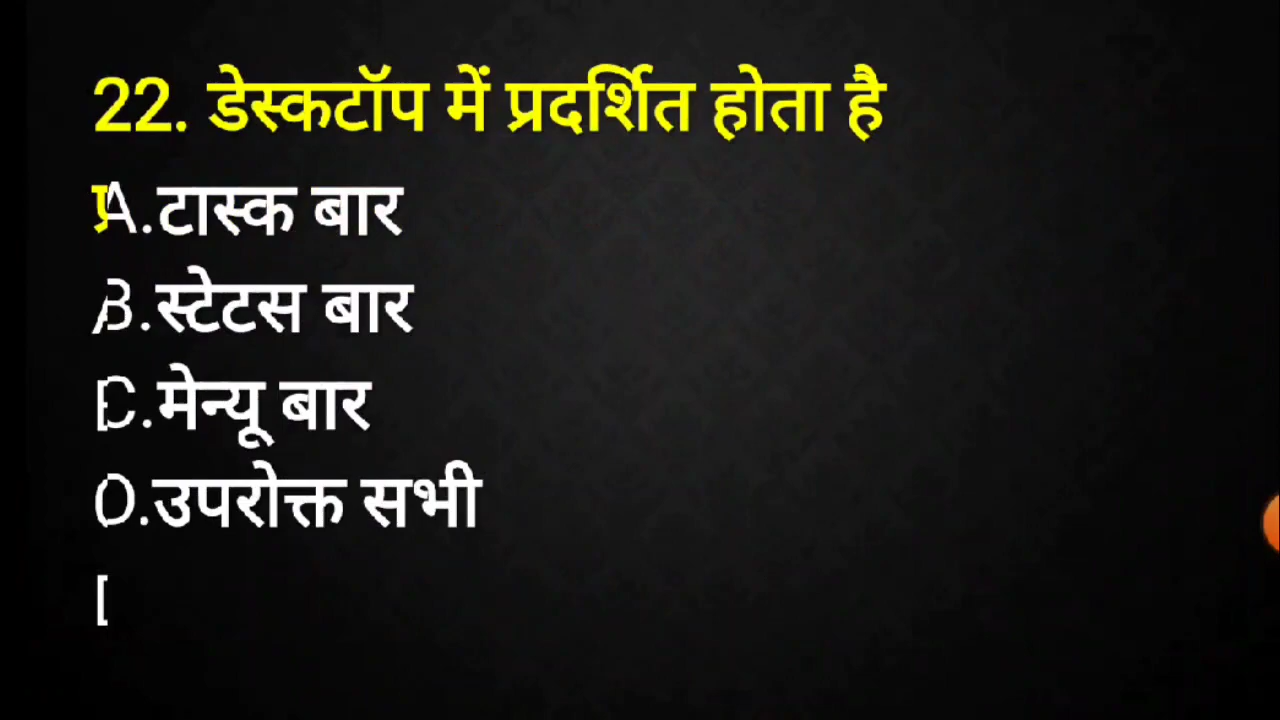 22. डेस्कटॉप में प्रदर्शित होता है
A.टास्क बार
B.स्टेटस बार
C.मेन्यू बार
D.उपरोक्त सभी